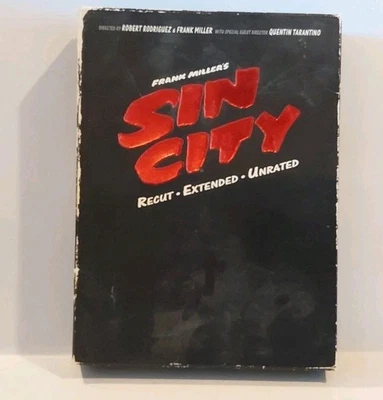 DIRECTED BY ROBERT RODRIGUEZ & FRANK MILLER WITH SPECIAL GUEST DIRECTOR QUENTIN TARANTINO
FRANK MILLER'S
SIN
CITY
RECUT • EXTENDED • UNRATED